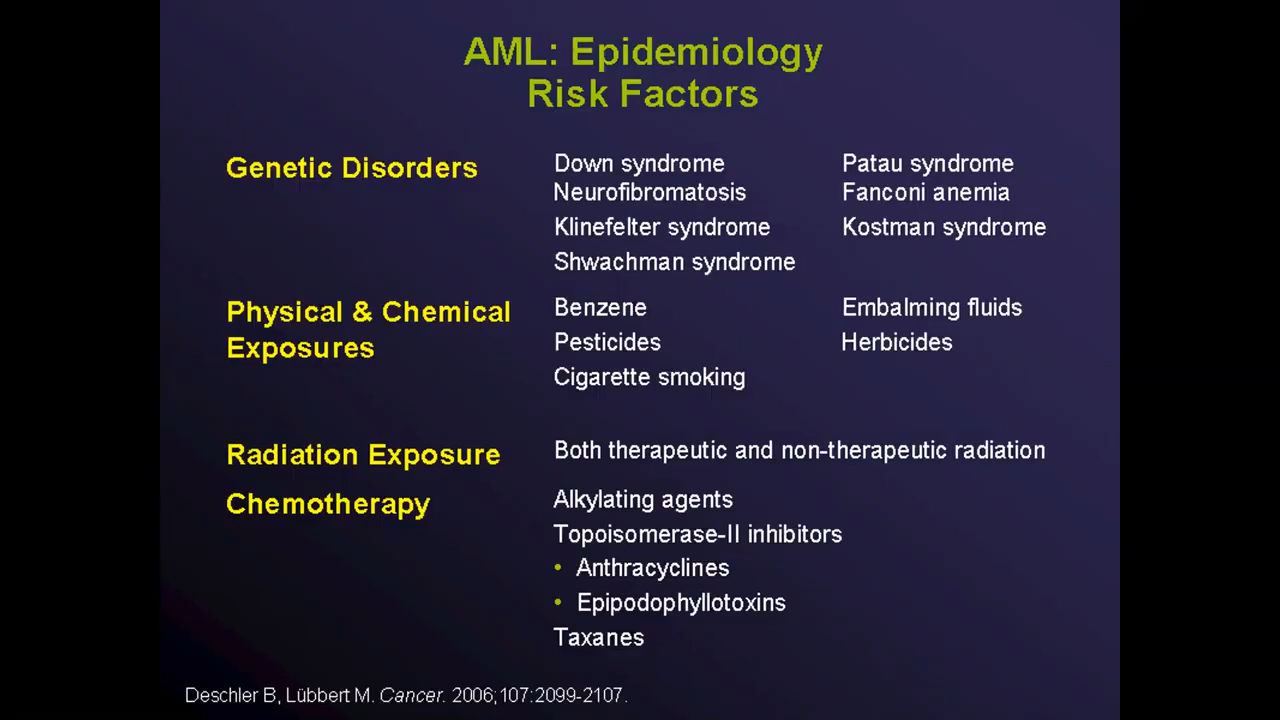 AML: Epidemiology
Risk Factors
Genetic Disorders
Down syndrome
Patau syndrome
Neurofibromatosis
Fanconi anemia
Klinefelter syndrome
Kostman syndrome
Shwachman syndrome
Physical & Chemical
Exposures
Benzene
Embalming fluids
Pesticides
Herbicides
Cigarette smoking
Radiation Exposure
Both therapeutic and non-therapeutic radiation
Chemotherapy
Alkylating agents
Topoisomerase-II inhibitors
• Anthracyclines
• Epipodophyllotoxins
Taxanes
Deschler B, Lübbert M. Cancer. 2006;107:2099-2107.